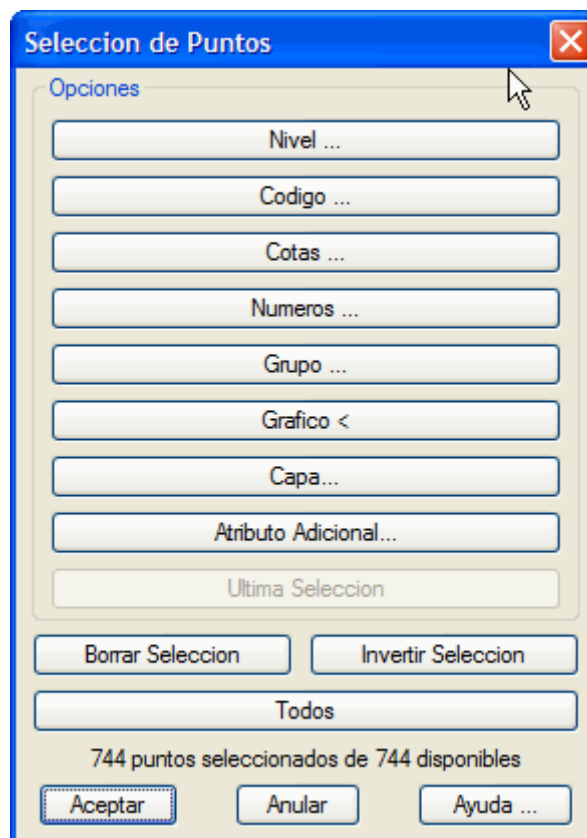 Seleccion de Puntos
Opciones
Nivel ...
Codigo ...
Cotas ...
Numeros ...
Grupo ...
Grafico <
Capa...
Atributo Adicional...
Ultima Seleccion
Borrar Seleccion Invertir Seleccion
Todos
744 puntos seleccionados de 744 disponibles
Aceptar Anular Ayuda ...